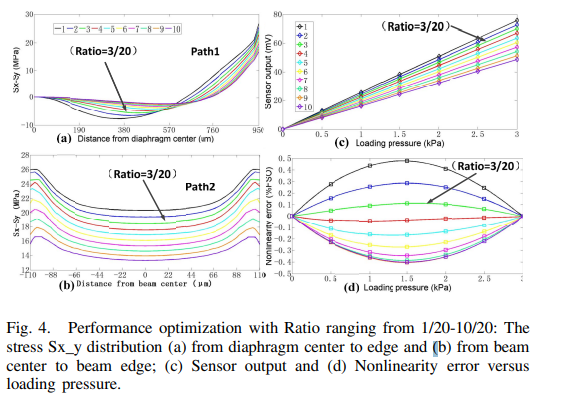 Sx-Sy (MPa)
30
20
10
0
−10
1 2 3 4 5 6 7 8 9 10
(Ratio=3/20)
Path1
0 190 380 570 760 950
(a) Distance from diaphragm center (um)
Sensor output (mV)
80
60
40
20
0
1
2
3
4
5
6
7
8
9
10
(Ratio=3/20)
0 0.5 1 1.5 2 2.5 3
(c) Loading pressure (kPa)
Sx-Sy (MPa)
28
26
24
22
20
18
16
14
12
(Ratio=3/20)
Path2
-110 -88 -66 -44 -22 0 22 44 66 88 110
(b) Distance from beam center (μm)
Nonlinearity error (%FSO)
0.5
0.4
0.3
0.2
0.1
0
-0.1
-0.2
-0.3
-0.4
-0.5
(Ratio=3/20)
0 0.5 1 1.5 2 2.5
(d) Loading pressure (kPa)
Fig. 4. Performance optimization with Ratio ranging from 1/20-10/20: The
stress Sx_y distribution (a) from diaphragm center to edge and (b) from beam
center to beam edge; (c) Sensor output and (d) Nonlinearity error versus
loading pressure.